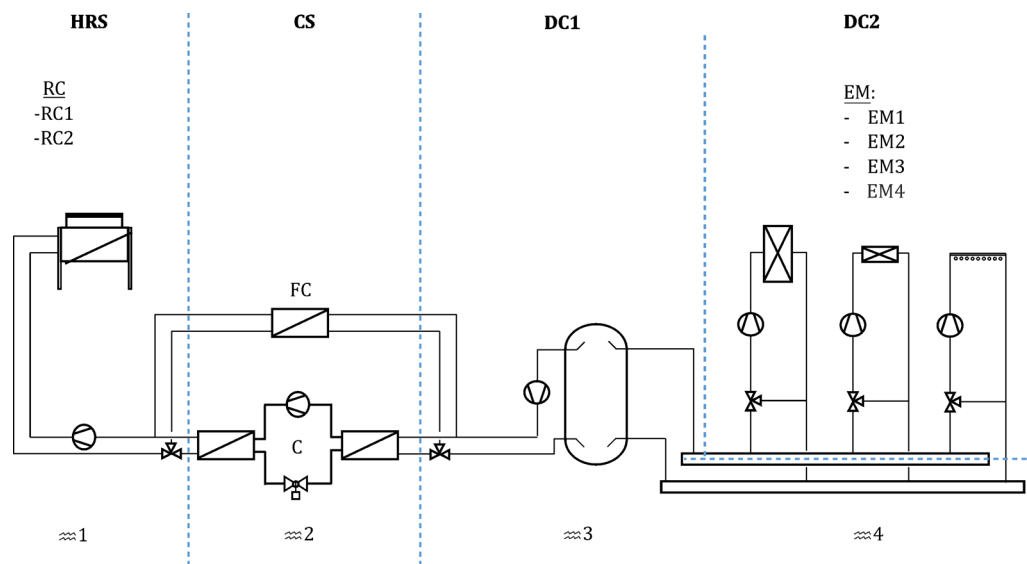 HRS
CS
DC1
DC2
RC
-RC1
-RC2
EM:
- EM1
- EM2
- EM3
- EM4
FC
C
1
2
3
4